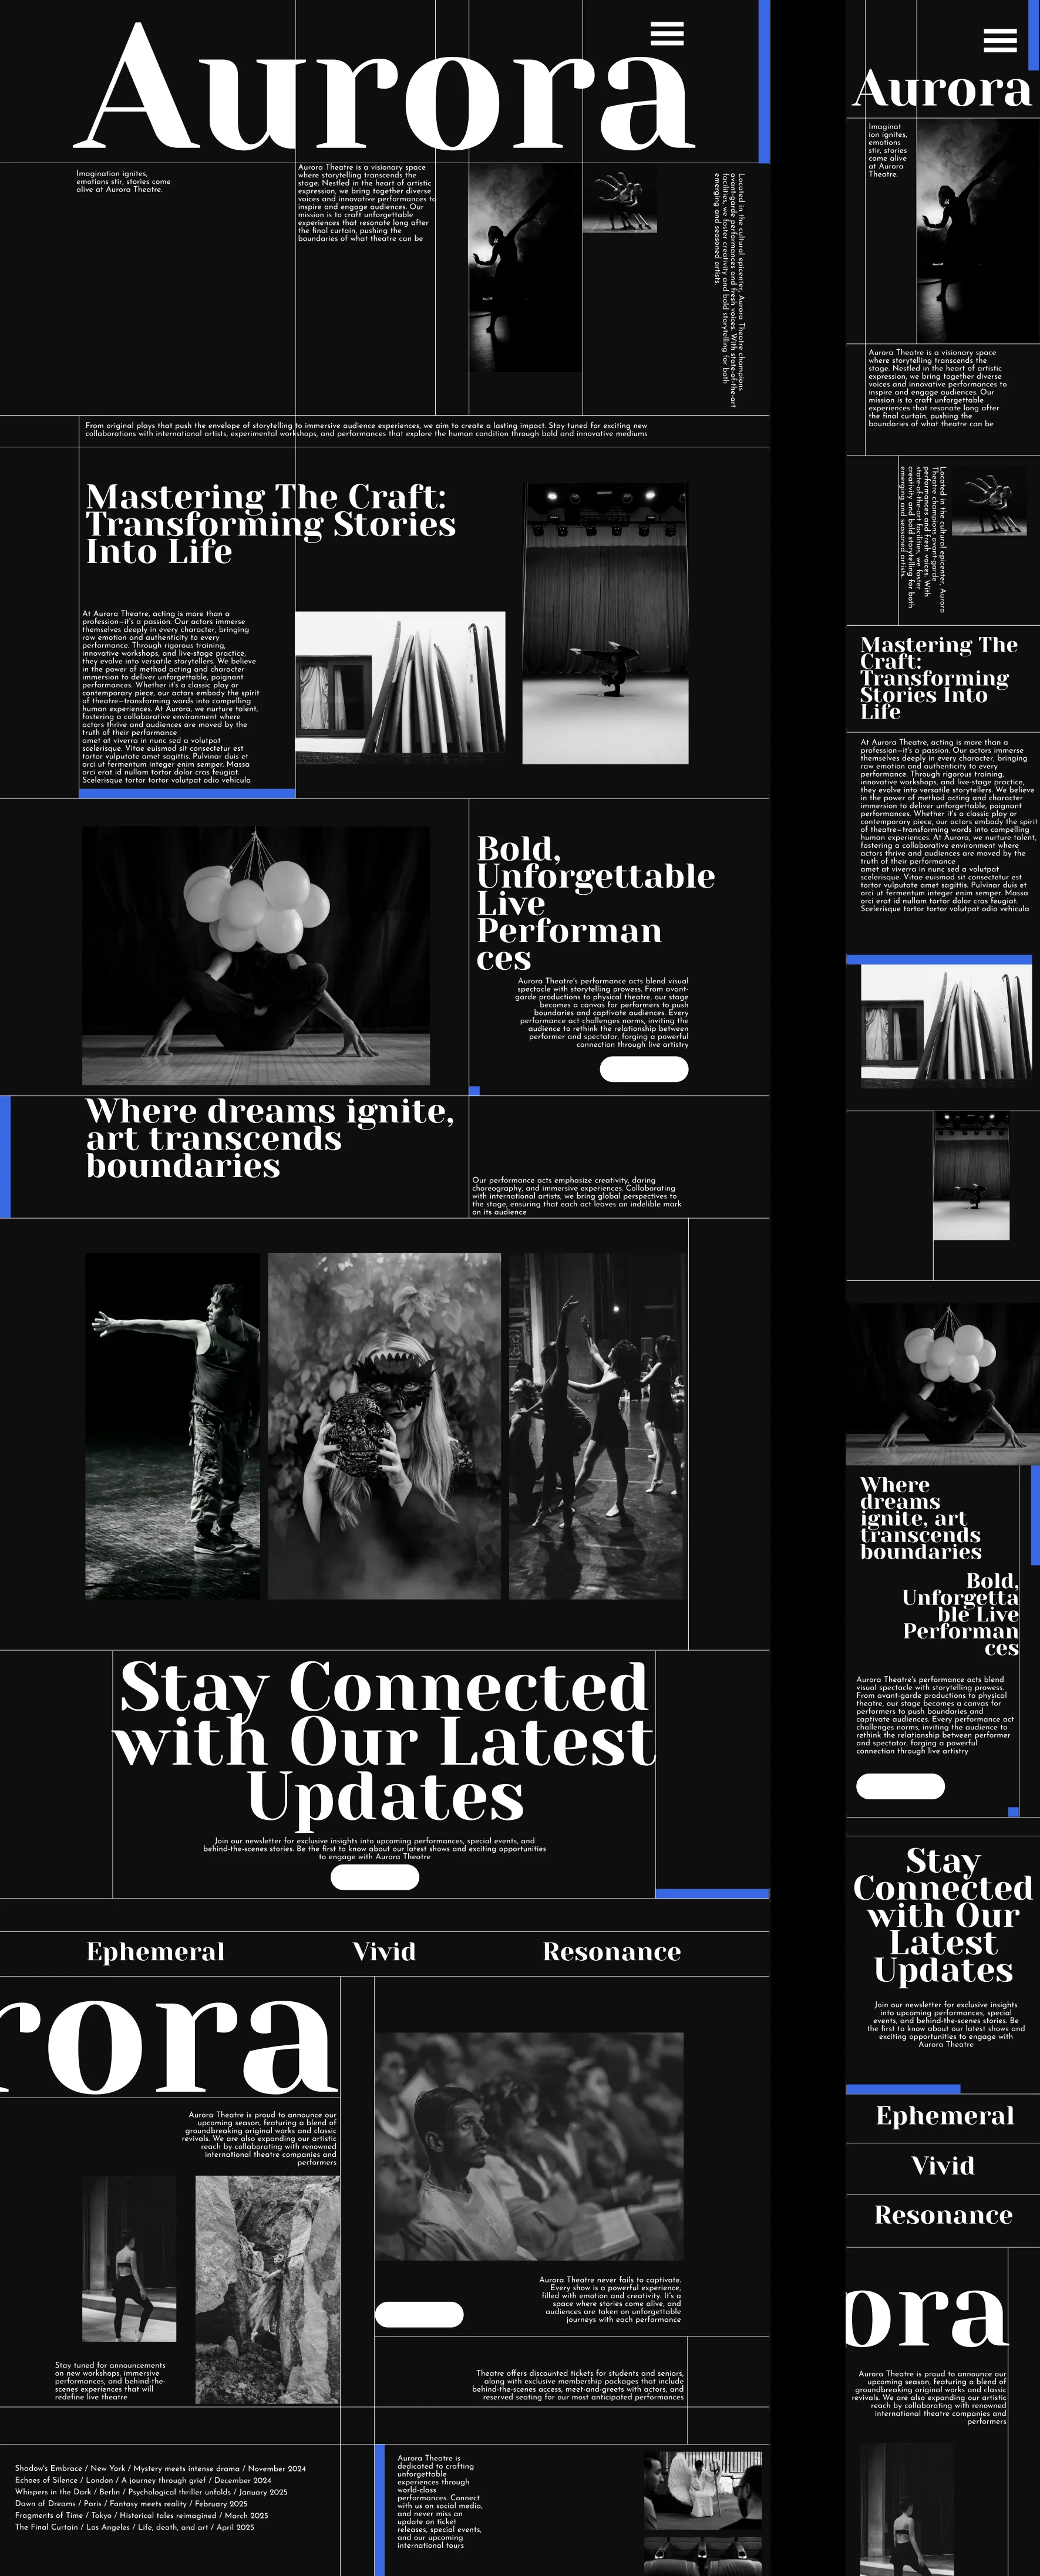 Aurora
Imagination ignites,
emotions stir, stories come
alive at Aurora Theatre.
Aurora Theatre is a visionary space
where storytelling transcends the
stage. Nestled in the heart of artistic
expression, we bring together diverse
voices and innovative performances to
inspire and engage audiences. Our
mission is to craft unforgettable
experiences that resonate long after
the final curtain, pushing the
boundaries of what theatre can be
Located in the cultural epicenter, Aurora Theatre champions
avant-garde performances and fresh voices. With state-of-the-art
facilities, we foster creativity and bold storytelling for both
emerging and seasoned artists.
From original plays that push the envelope of storytelling to immersive audience experiences, we aim to create a lasting impact. Stay tuned for exciting new
collaborations with international artists, experimental workshops, and performances that explore the human condition through bold and innovative mediums
Mastering The Craft:
Transforming Stories
Into Life
At Aurora Theatre, acting is more than a
profession—it's a passion. Our actors immerse
themselves deeply in every character, bringing
raw emotion and authenticity to every
performance. Through rigorous training,
innovative workshops, and live-stage practice,
they evolve into versatile storytellers. We believe
in the power of method acting and character
immersion to deliver unforgettable, poignant
performances. Whether it's a classic play or
contemporary piece, our actors embody the spirit
of theatre—transforming words into compelling
human experiences. At Aurora, we nurture talent,
fostering a collaborative environment where
actors thrive and audiences are moved by the
truth of their performance
amet at viverra in nunc sed a volutpat
scelerisque. Vitae euismod sit consectetur est
tortor vulputate amet sagittis. Pulvinar duis et
orci ut fermentum integer enim semper. Massa
orci erat id nullam tortor dolor cras feugiat.
Scelerisque tortor tortor volutpat odio vehicula
Bold,
Unforgettable
Live
Performan
ces
Aurora Theatre's performance acts blend visual
spectacle with storytelling prowess. From avant-
garde productions to physical theatre, our stage
becomes a canvas for performers to push
boundaries and captivate audiences. Every
performance act challenges norms, inviting the
audience to rethink the relationship between
performer and spectator, forging a powerful
connection through live artistry
Where dreams ignite,
art transcends
boundaries
Our performance acts emphasize creativity, daring
choreography, and immersive experiences. Collaborating
with international artists, we bring global perspectives to
the stage, ensuring that each act leaves an indelible mark
on its audience
Stay Connected
with Our Latest
Updates
Join our newsletter for exclusive insights into upcoming performances, special events, and
behind-the-scenes stories. Be the first to know about our latest shows and exciting opportunities
to engage with Aurora Theatre
Ephemeral
Vivid
Resonance
rora
Aurora Theatre is proud to announce our
upcoming season, featuring a blend of
groundbreaking original works and classic
revivals. We are also expanding our artistic
reach by collaborating with renowned
international theatre companies and
performers
Stay tuned for announcements
on new workshops, immersive
performances, and behind-the-
scenes experiences that will
redefine live theatre
Aurora Theatre never fails to captivate.
Every show is a powerful experience,
filled with emotion and creativity. It's a
space where stories come alive, and
audiences are taken on unforgettable
journeys with each performance
Theatre offers discounted tickets for students and seniors,
along with exclusive membership packages that include
behind-the-scenes access, meet-and-greets with actors, and
reserved seating for our most anticipated performances
Shadow's Embrace / New York / Mystery meets intense drama / November 2024
Echoes of Silence / London / A journey through grief / December 2024
Whispers in the Dark / Berlin / Psychological thriller unfolds / January 2025
Dawn of Dreams / Paris / Fantasy meets reality / February 2025
Fragments of Time / Tokyo / Historical tales reimagined / March 2025
The Final Curtain / Los Angeles / Life, death, and art / April 2025
Aurora Theatre is
dedicated to crafting
unforgettable
experiences through
world-class
performances. Connect
with us on social media,
and never miss an
update on ticket
releases, special events,
and our upcoming
international tours
Aurora
Imaginat
ion ignites,
emotions
stir, stories
come alive
at Aurora
Theatre.
Aurora Theatre is a visionary space
where storytelling transcends the
stage. Nestled in the heart of artistic
expression, we bring together diverse
voices and innovative performances to
inspire and engage audiences. Our
mission is to craft unforgettable
experiences that resonate long after
the final curtain, pushing the
boundaries of what theatre can be
Located in the cultural epicenter, Aurora
Theatre champions avant-garde
performances and fresh voices. With
state-of-the-art facilities, we foster
creativity and bold storytelling for both
emerging and seasoned artists.
Mastering The
Craft:
Transforming
Stories Into
Life
At Aurora Theatre, acting is more than a
profession—it's a passion. Our actors immerse
themselves deeply in every character, bringing
raw emotion and authenticity to every
performance. Through rigorous training,
innovative workshops, and live-stage practice,
they evolve into versatile storytellers. We believe
in the power of method acting and character
immersion to deliver unforgettable, poignant
performances. Whether it's a classic play or
contemporary piece, our actors embody the spirit
of theatre—transforming words into compelling
human experiences. At Aurora, we nurture talent,
fostering a collaborative environment where
actors thrive and audiences are moved by the
truth of their performance
amet at viverra in nunc sed a volutpat
scelerisque. Vitae euismod sit consectetur est
tortor vulputate amet sagittis. Pulvinar duis et
orci ut fermentum integer enim semper. Massa
orci erat id nullam tortor dolor cras feugiat.
Scelerisque tortor tortor volutpat odio vehicula
Where
dreams
ignite, art
transcends
boundaries
Bold,
Unforgetta
ble Live
Performan
ces
Aurora Theatre's performance acts blend
visual spectacle with storytelling prowess.
From avant-garde productions to physical
theatre, our stage becomes a canvas for
performers to push boundaries and
captivate audiences. Every performance act
challenges norms, inviting the audience to
rethink the relationship between performer
and spectator, forging a powerful
connection through live artistry
Stay
Connected
with Our
Latest
Updates
Join our newsletter for exclusive insights
into upcoming performances, special
events, and behind-the-scenes stories. Be
the first to know about our latest shows and
exciting opportunities to engage with
Aurora Theatre
Ephemeral
Vivid
Resonance
ora
Aurora Theatre is proud to announce our
upcoming season, featuring a blend of
groundbreaking original works and classic
revivals. We are also expanding our artistic
reach by collaborating with renowned
international theatre companies and
performers